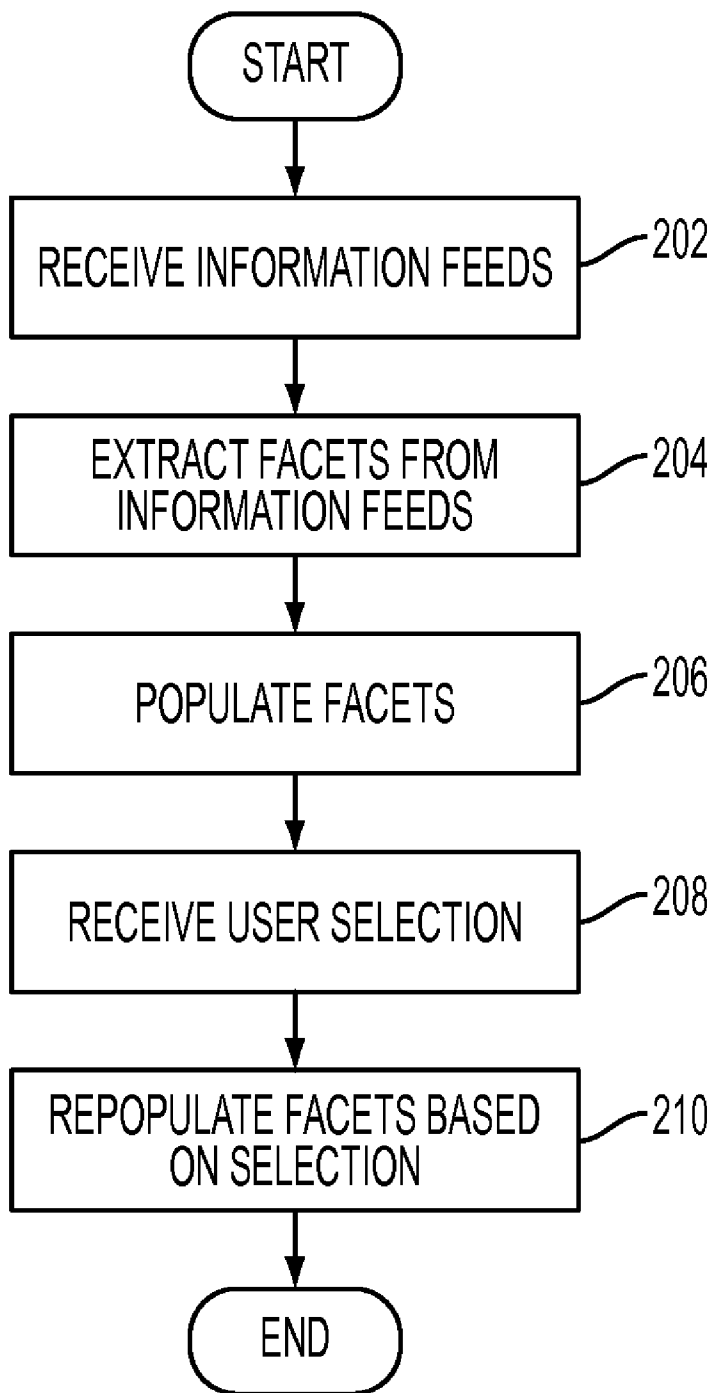 START
RECEIVE INFORMATION FEEDS
202
EXTRACT FACETS FROM
INFORMATION FEEDS
204
POPULATE FACETS
206
RECEIVE USER SELECTION
208
REPOPULATE FACETS BASED
ON SELECTION
210
END